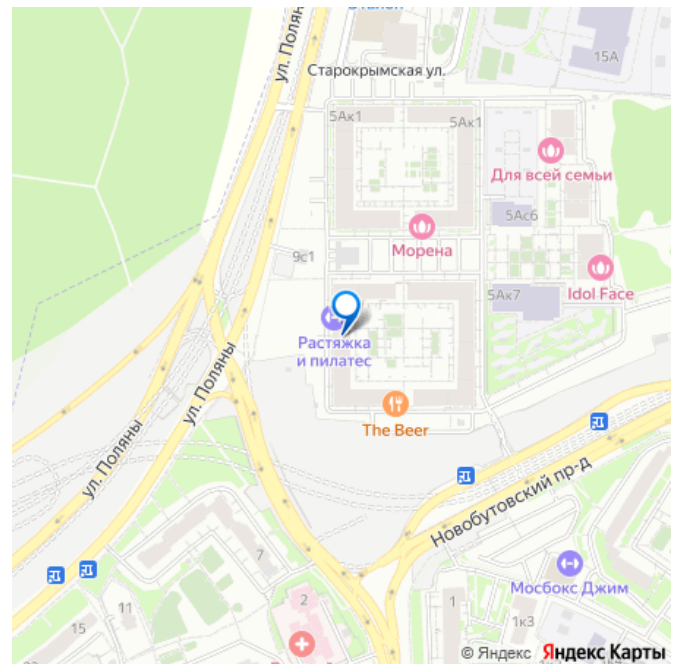 ул. Поляны
15А
Старокрымская ул.
5Ак1
5Ак1
Для всей семьи
5Ас6
Морена
9с1
Idol Face
5Ак7
Растяжка
и пилатес
ул. Поляны
The Beer
ул. Поляны
Новобутовский пр-д
7
Мосбокс Джим
2
1
11
1к3
15
© Яндекс Яндекс Карты